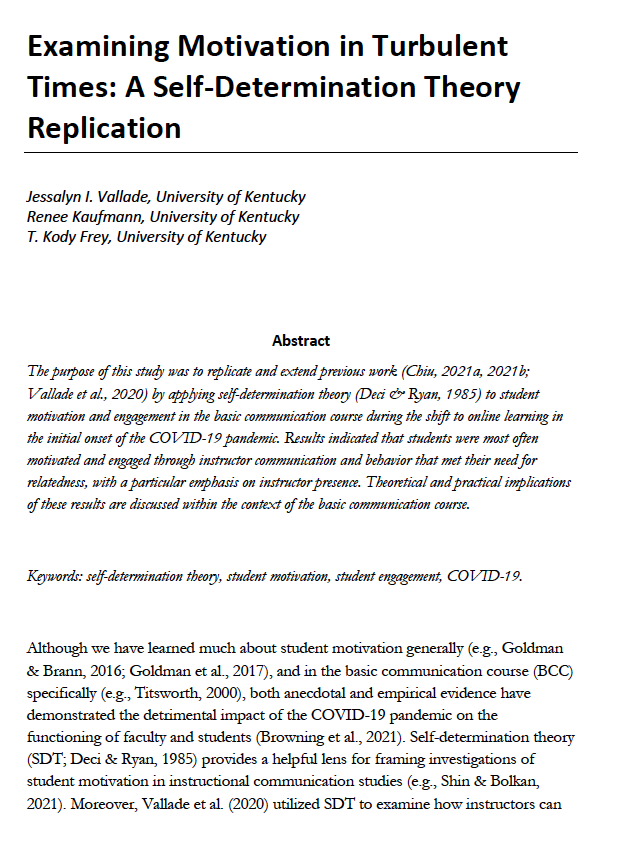 Examining Motivation in Turbulent
Times: A Self-Determination Theory
Replication
Jessalyn I. Vallade, University of Kentucky
Renee Kaufmann, University of Kentucky
T. Kody Frey, University of Kentucky
Abstract
The purpose of this study was to replicate and extend previous work (Chiu, 2021a, 2021b;
Vallade et al., 2020) by applying self-determination theory (Deci & Ryan, 1985) to student
motivation and engagement in the basic communication course during the shift to online learning in
the initial onset of the COVID-19 pandemic. Results indicated that students were most often
motivated and engaged through instructor communication and behavior that met their need for
relatedness, with a particular emphasis on instructor presence. Theoretical and practical implications
of these results are discussed within the context of the basic communication course.
Keywords: self-determination theory, student motivation, student engagement, COVID-19.
Although we have learned much about student motivation generally (e.g., Goldman
& Brann, 2016; Goldman et al., 2017), and in the basic communication course (BCC)
specifically (e.g., Titsworth, 2000), both anecdotal and empirical evidence have
demonstrated the detrimental impact of the COVID-19 pandemic on the
functioning of faculty and students (Browning et al., 2021). Self-determination theory
(SDT; Deci & Ryan, 1985) provides a helpful lens for framing investigations of
student motivation in instructional communication studies (e.g., Shin & Bolkan,
2021). Moreover, Vallade et al. (2020) utilized SDT to examine how instructors can